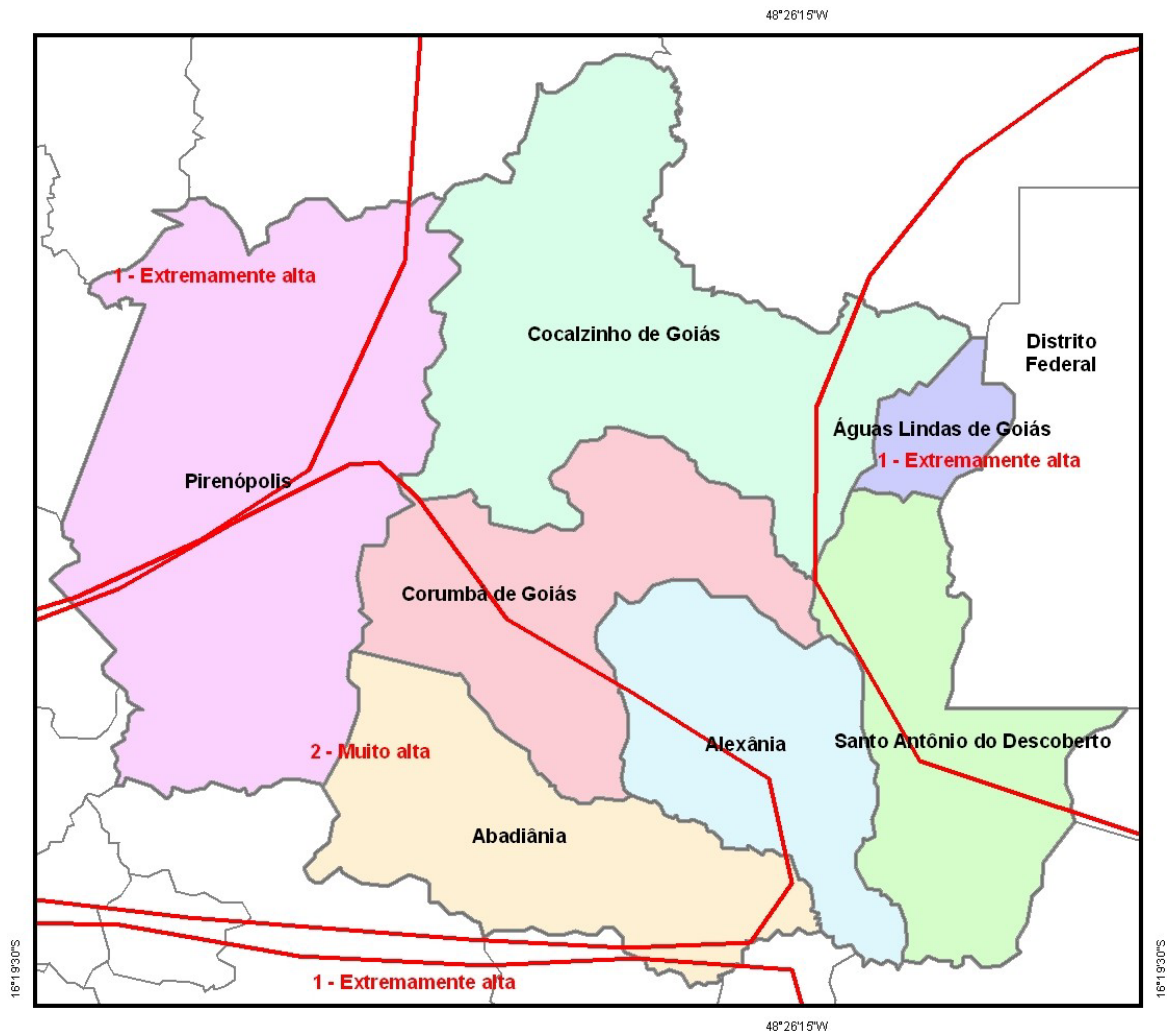 48°26'15"W
1 - Extremamente alta
Cocalzinho de Goiás
Distrito
Federal
Águas Lindas de Goiás
1 - Extremamente alta
Pirenópolis
Corumbá de Goiás
Alexânia
Santo Antônio do Descoberto
2 - Muito alta
Abadiânia
16°19'30"S
16°19'30"S
1 - Extremamente alta
48°26'15"W